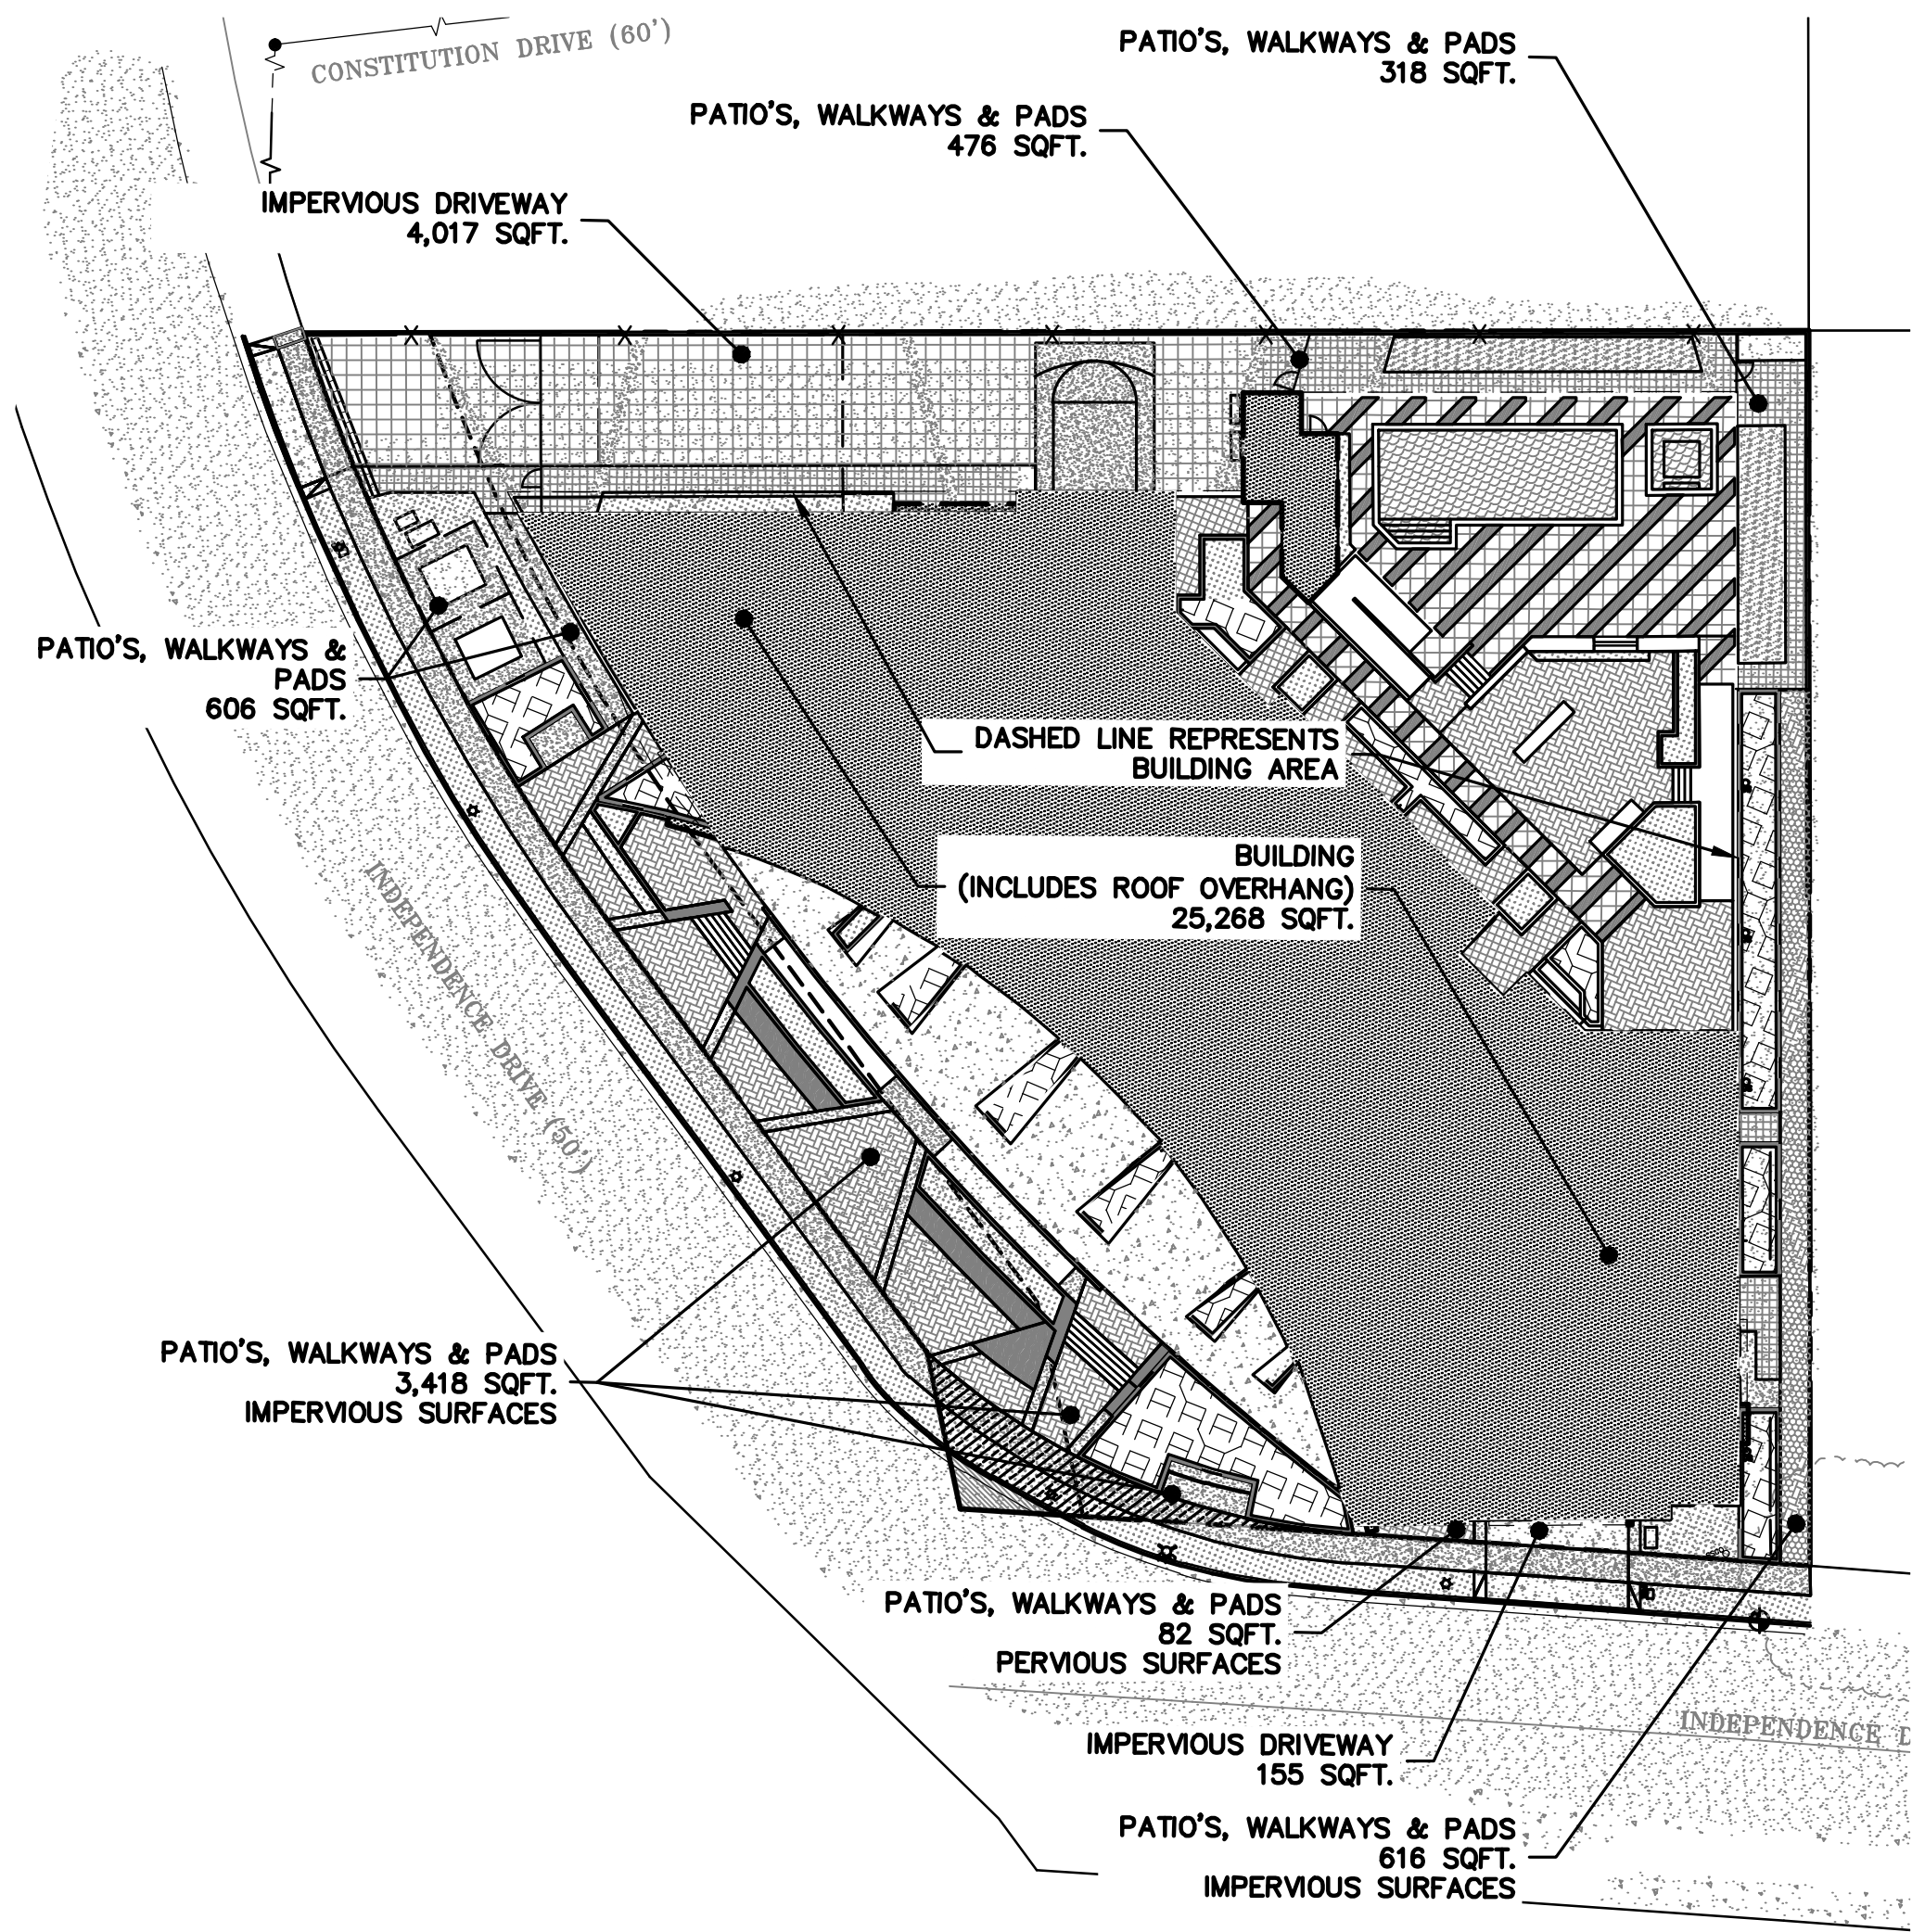 CONSTITUTION DRIVE (60')
PATIO'S, WALKWAYS & PADS
318 SQFT.
PATIO'S, WALKWAYS & PADS
476 SQFT.
IMPERVIOUS DRIVEWAY
4,017 SQFT.
PATIO'S, WALKWAYS &
PADS
606 SQFT.
DASHED LINE REPRESENTS
BUILDING AREA
BUILDING
(INCLUDES ROOF OVERHANG)
25,268 SQFT.
INDEPENDENCE DRIVE (50')
PATIO'S, WALKWAYS & PADS
3,418 SQFT.
IMPERVIOUS SURFACES
PATIO'S, WALKWAYS & PADS
82 SQFT.
PERVIOUS SURFACES
INDEPENDENCE D
IMPERVIOUS DRIVEWAY
155 SQFT.
PATIO'S, WALKWAYS & PADS
616 SQFT.
IMPERVIOUS SURFACES